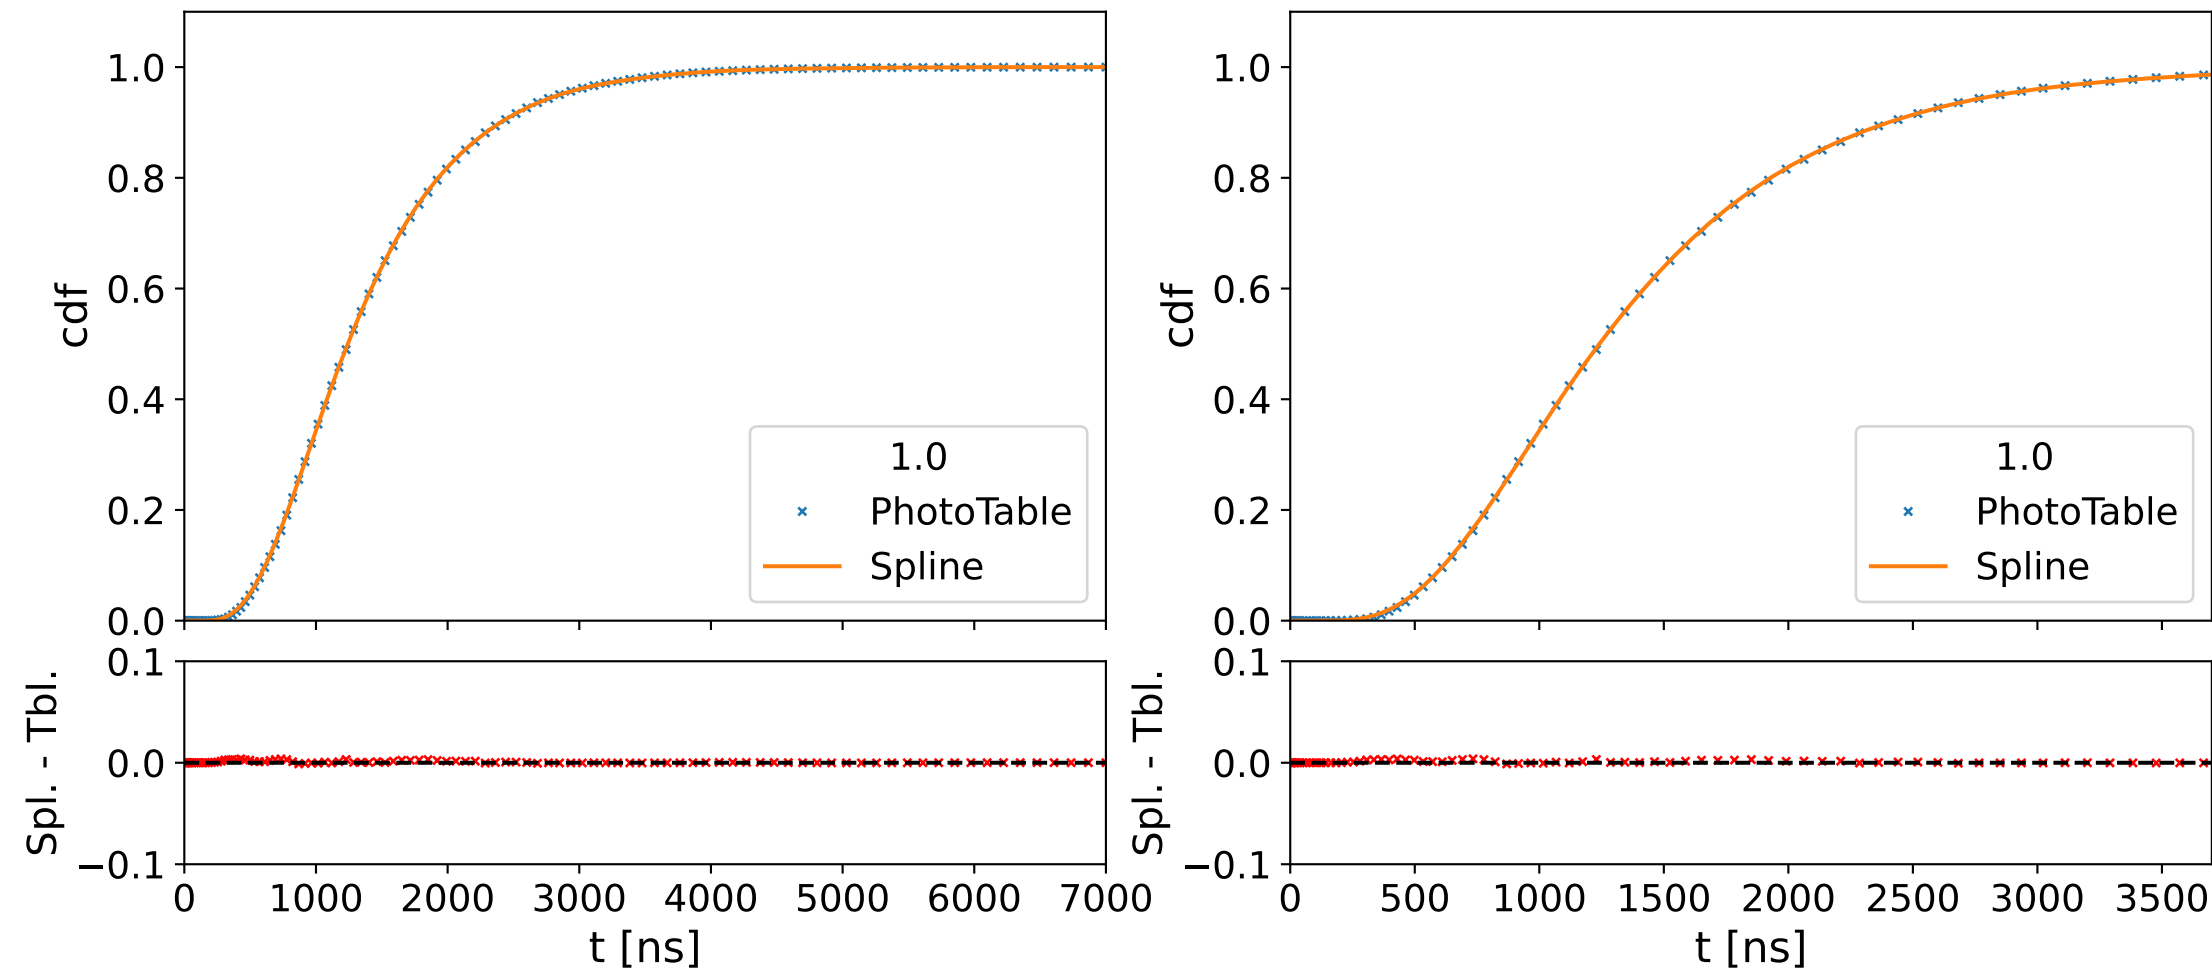 1.0
0.8
0.6
0.4
0.2
0.0
cdf
1.0
PhotoTable
Spline
0.1
0.0
−0.1
Spl. - Tbl.
0 1000 2000 3000 4000 5000 6000 7000
t [ns]
1.0
0.8
0.6
0.4
0.2
0.0
cdf
1.0
PhotoTable
Spline
0.1
0.0
−0.1
Spl. - Tbl.
0 500 1000 1500 2000 2500 3000 3500
t [ns]